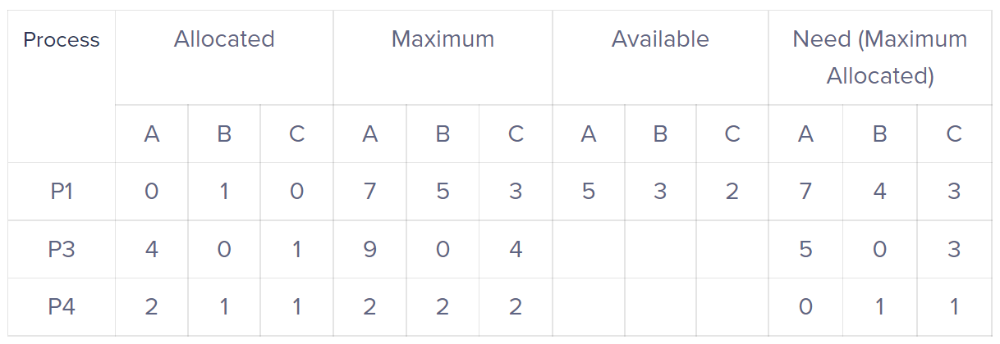 Process Allocated Maximum Available Need (Maximum
Allocated)
A B C A B C A B C A B C
P1 0 1 0 7 5 3 5 3 2 7 4 3
P3 4 0 1 9 0 4 5 0 3
P4 2 1 1 2 2 2 0 1 1